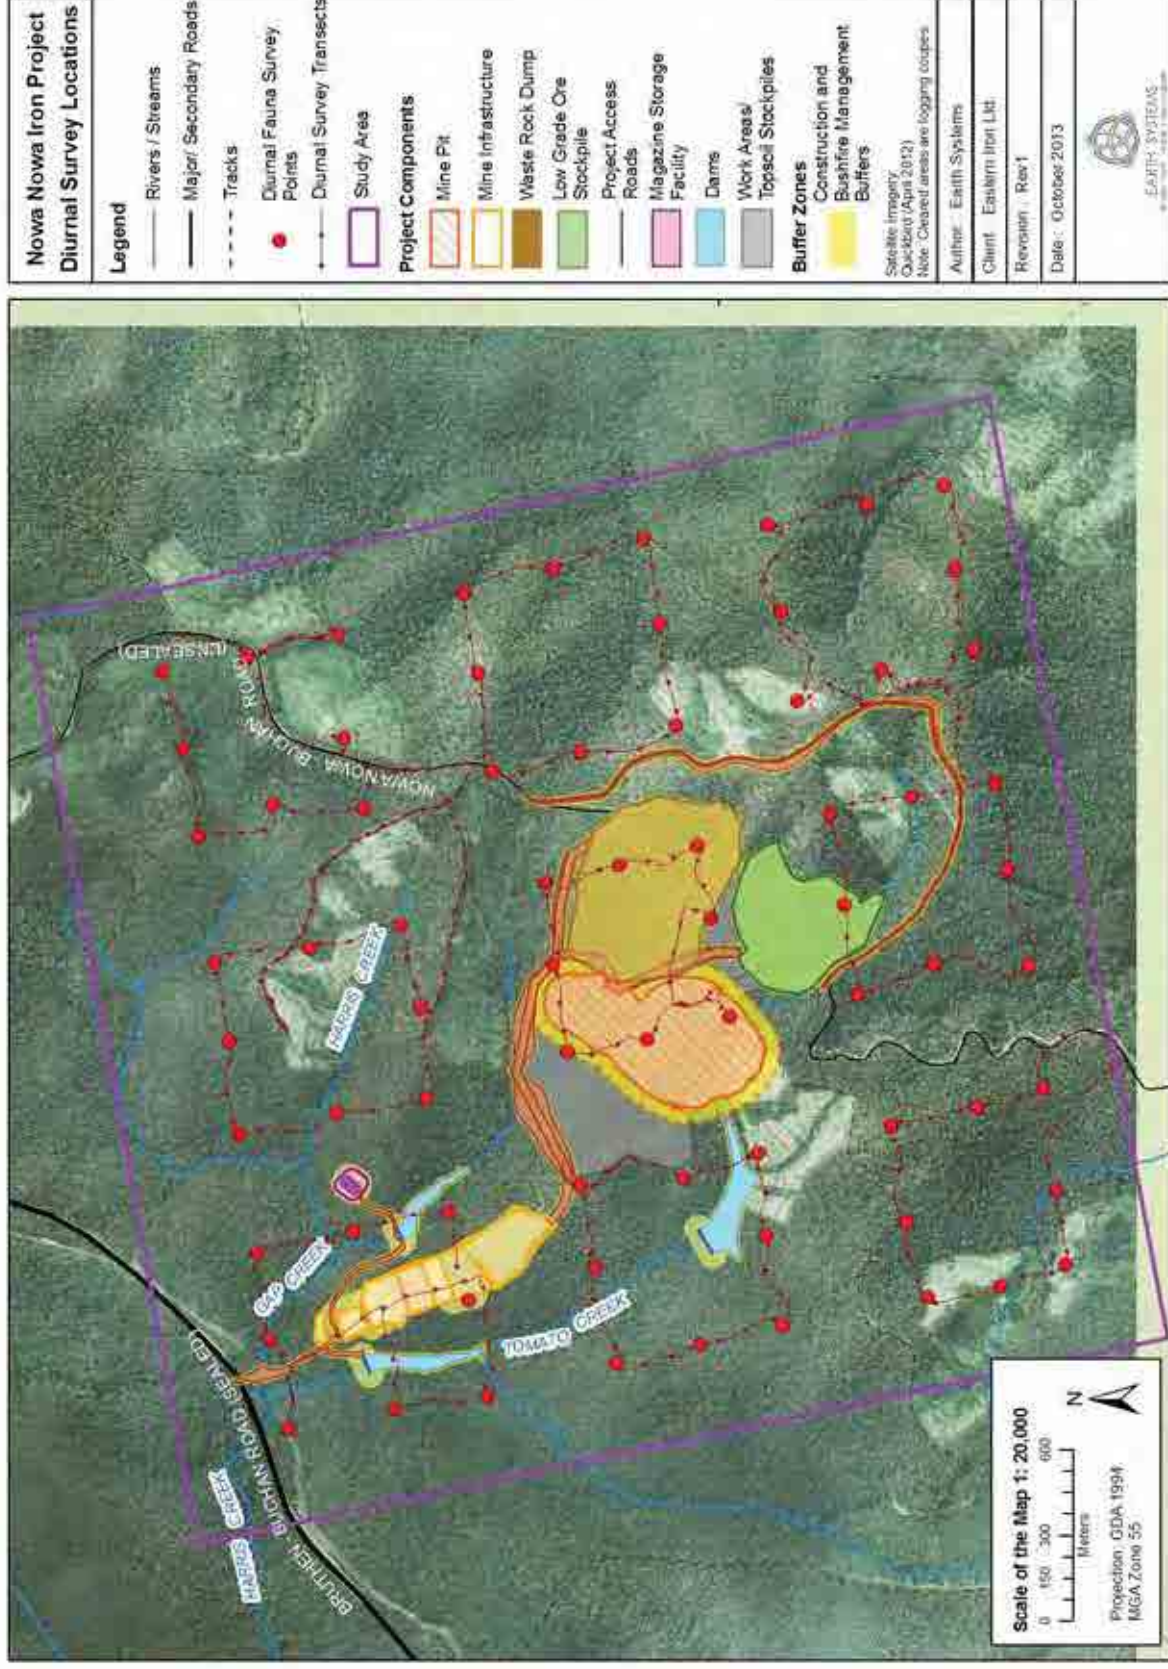 Nowa Nowa Iron Project
Diurnal Survey Locations
Legend
Rivers / Streams
Major/ Secondary Roads
Tracks
Diurnal Fauna Survey
Points
Diurnal Survey Transects
Study Area
Project Components
Mine Pit
Mine Infrastructure
Waste Rock Dump
Low Grade Ore
Stockpile
Project Access
Roads
Magazine Storage
Facility
Dams
Work Areas/
Topsoil Stockpiles
Buffer Zones
Construction and
Bushfire Management
Buffers
Satellite Imagery
Quickbird (April 2012)
Note: Cleared areas are logging coupes
Author: Earth Systems
Client: Eastern Iron Ltd.
Revision: Rev1
Date: October 2013
EARTH SYSTEMS
(UNSEALED)
NOWA NOWA BUCHAN ROAD
HARRIS CREEK
GAP CREEK
TOMATO CREEK
BRUTHEN BUCHAN ROAD (SEALED)
HARRIS CREEK
HARRIS CREEK
Scale of the Map 1: 20,000
0 150 300 600
Meters
N
Projection: GDA 1994
MGA Zone 55